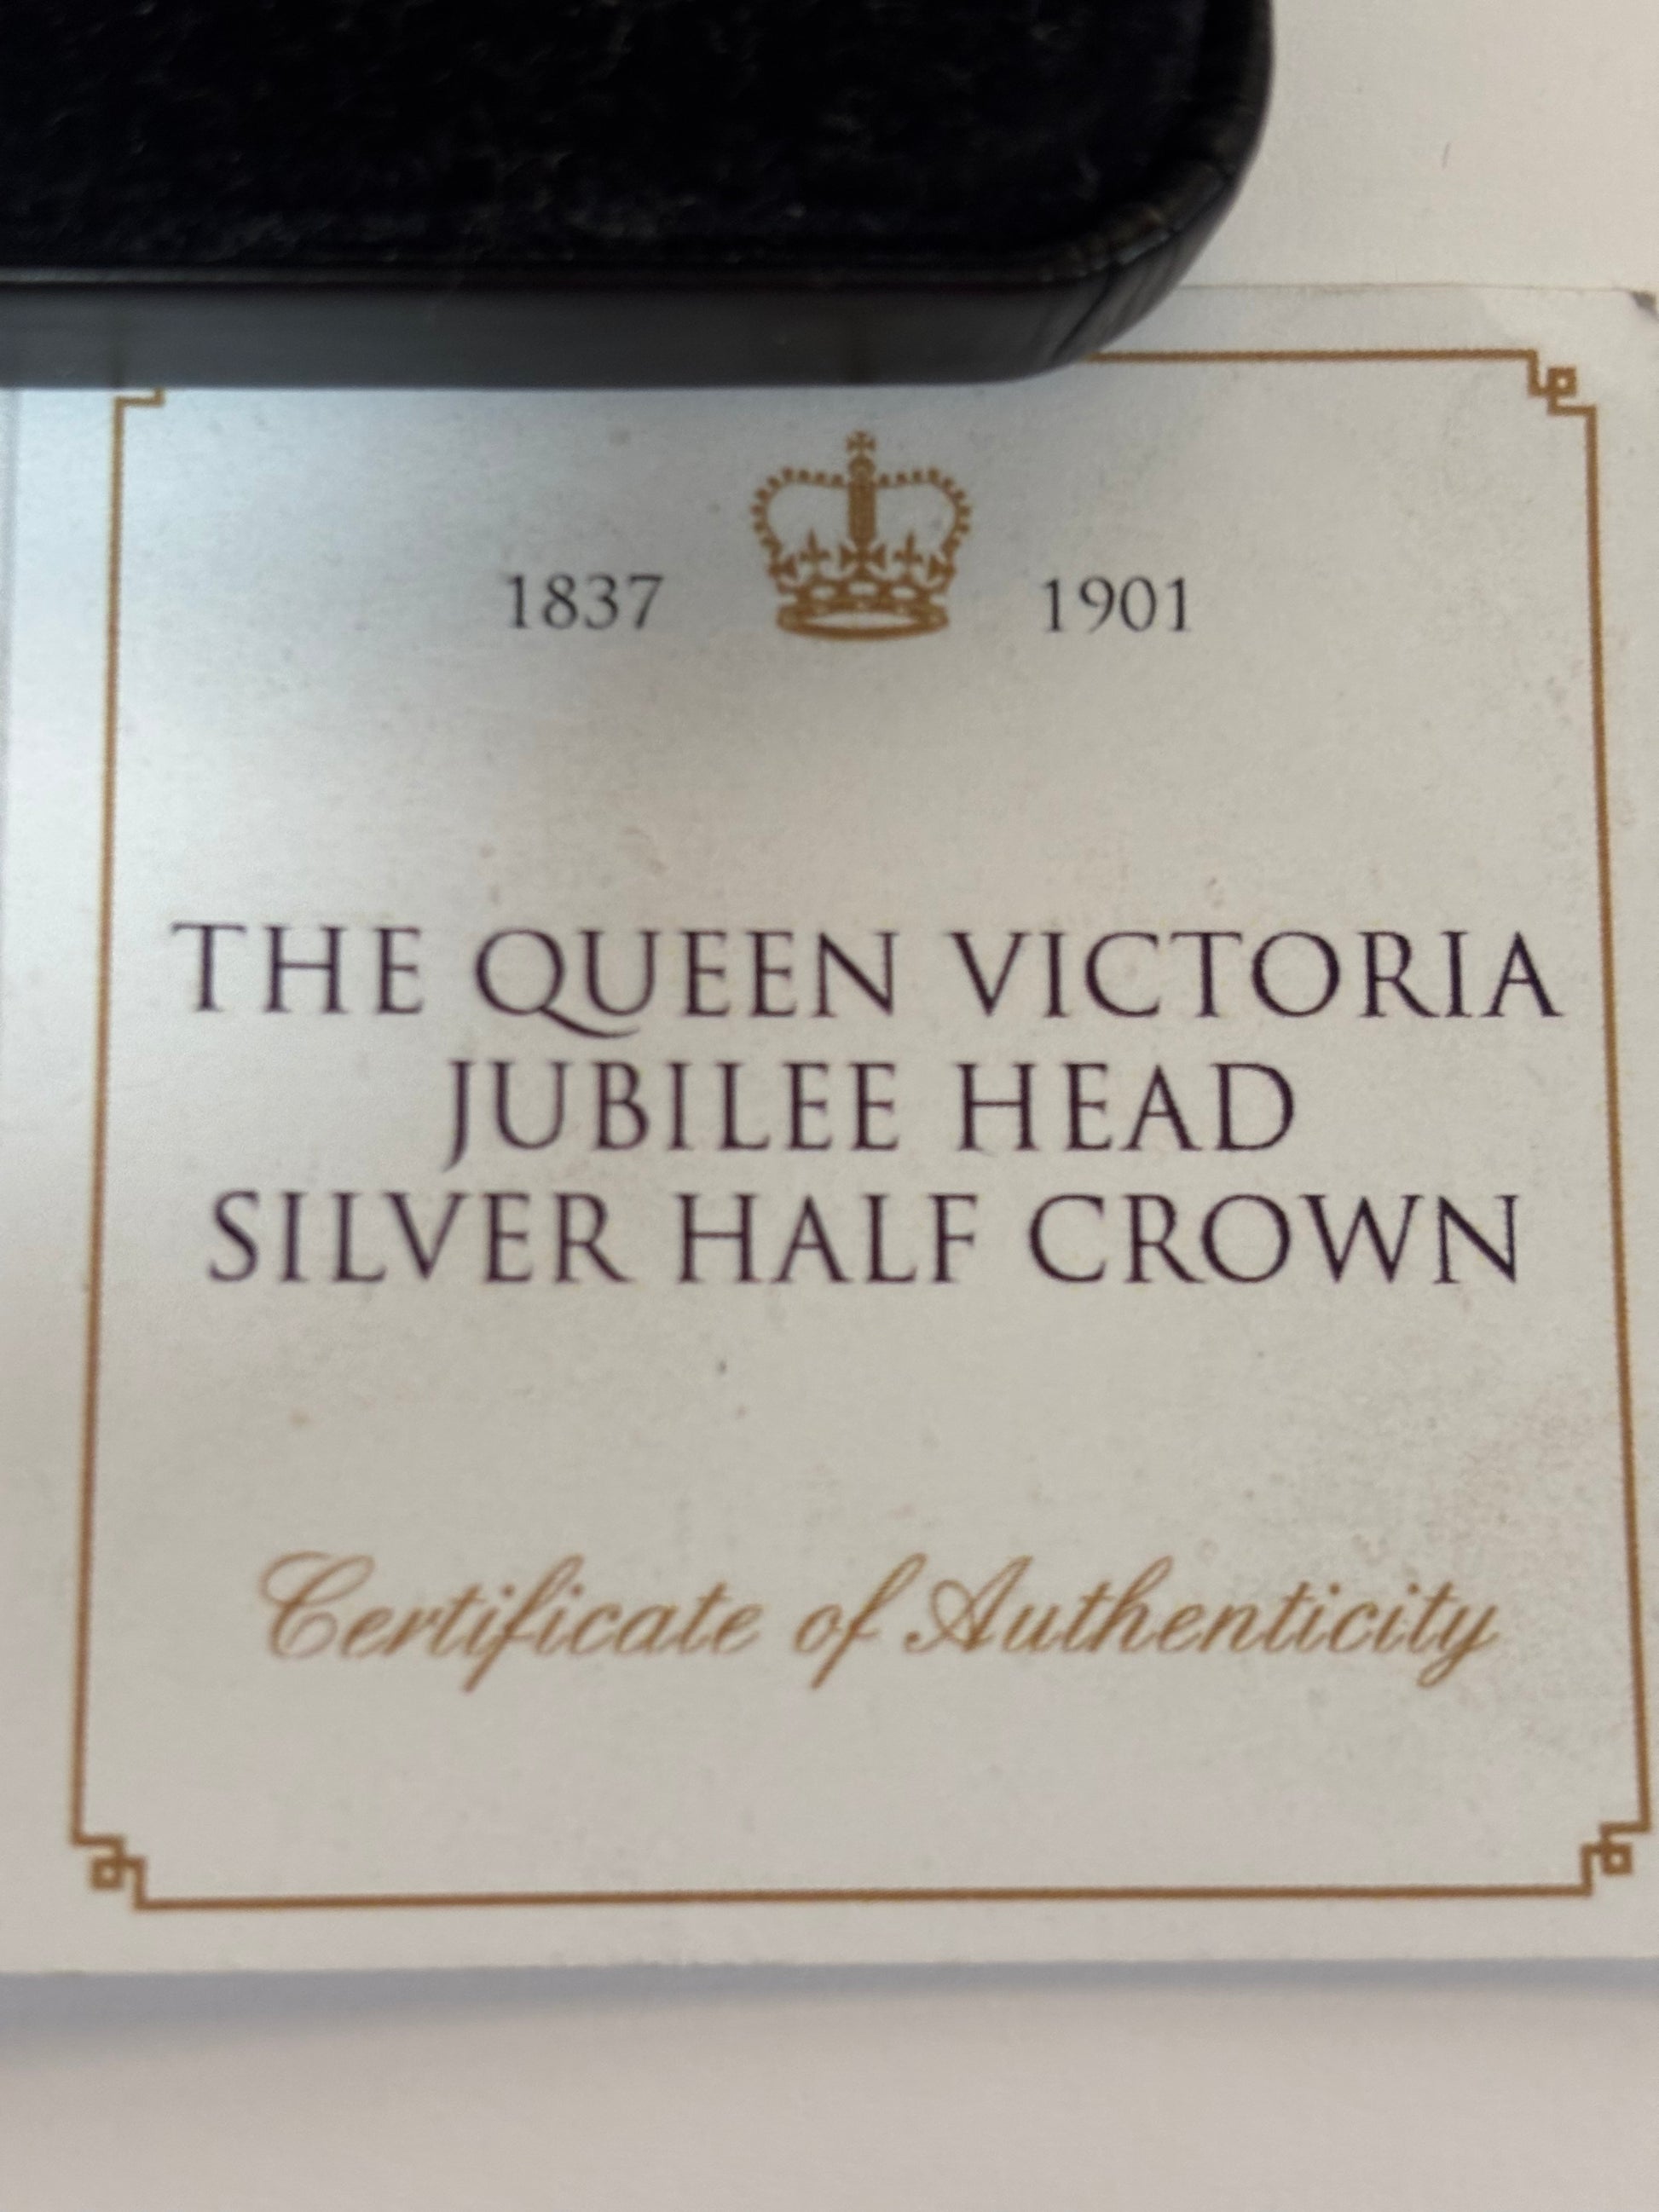 1837 1901
THE QUEEN VICTORIA
JUBILEE HEAD
SILVER HALF CROWN
Certificate of Authenticity